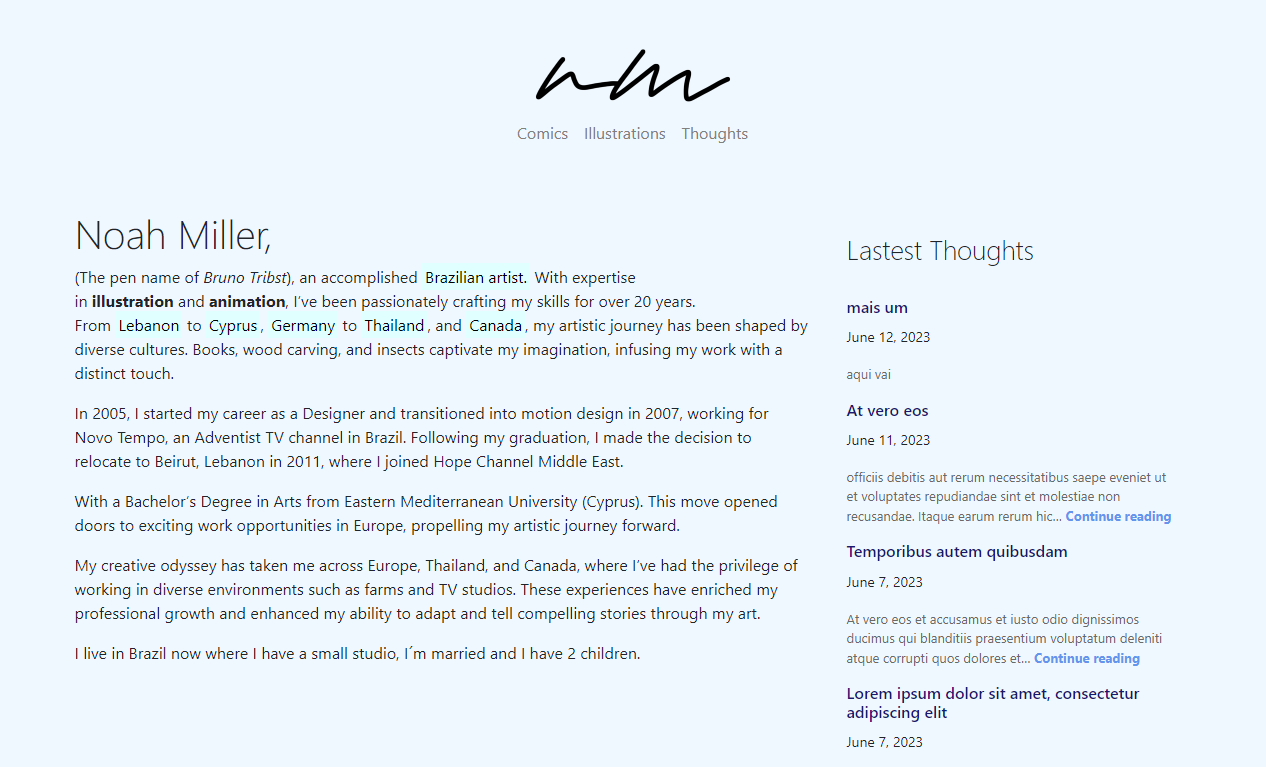 nm
Comics Illustrations Thoughts
Noah Miller,
(The pen name of Bruno Tribst), an accomplished Brazilian artist. With expertise
in illustration and animation, I’ve been passionately crafting my skills for over 20 years.
From Lebanon to Cyprus, Germany to Thailand, and Canada, my artistic journey has been shaped by
diverse cultures. Books, wood carving, and insects captivate my imagination, infusing my work with a
distinct touch.
In 2005, I started my career as a Designer and transitioned into motion design in 2007, working for
Novo Tempo, an Adventist TV channel in Brazil. Following my graduation, I made the decision to
relocate to Beirut, Lebanon in 2011, where I joined Hope Channel Middle East.
With a Bachelor´s Degree in Arts from Eastern Mediterranean University (Cyprus). This move opened
doors to exciting work opportunities in Europe, propelling my artistic journey forward.
My creative odyssey has taken me across Europe, Thailand, and Canada, where I’ve had the privilege of
working in diverse environments such as farms and TV studios. These experiences have enriched my
professional growth and enhanced my ability to adapt and tell compelling stories through my art.
I live in Brazil now where I have a small studio, I´m married and I have 2 children.
Lastest Thoughts
mais um
June 12, 2023
aqui vai
At vero eos
June 11, 2023
officiis debitis aut rerum necessitatibus saepe eveniet ut
et voluptates repudiandae sint et molestiae non
recusandae. Itaque earum rerum hic... Continue reading
Temporibus autem quibusdam
June 7, 2023
At vero eos et accusamus et iusto odio dignissimos
ducimus qui blanditiis praesentium voluptatum deleniti
atque corrupti quos dolores et... Continue reading
Lorem ipsum dolor sit amet, consectetur
adipiscing elit
June 7, 2023